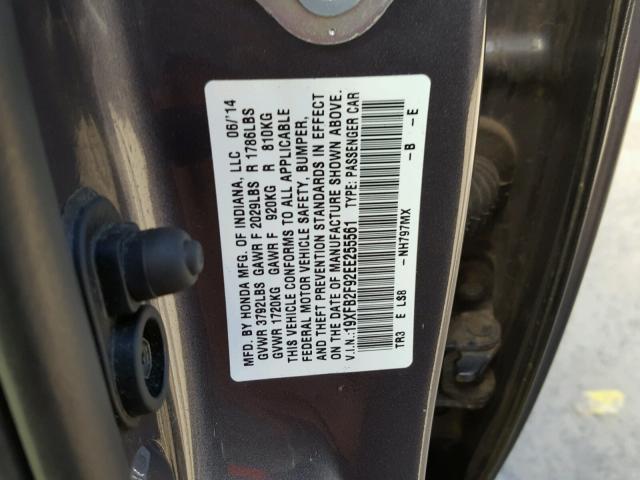 MFD. BY HONDA MFG. OF INDIANA, LLC 06/'14
GVWR 3792LBS GAWR F 2029LBS R 1786LBS
GVWR 1720KG GAWR F 920KG R 810KG
THIS VEHICLE CONFORMS TO ALL APPLICABLE
FEDERAL MOTOR VEHICLE SAFETY, BUMPER,
AND THEFT PREVENTION STANDARDS IN EFFECT
ON THE DATE OF MANUFACTURE SHOWN ABOVE.
V.I.N.:19XFB2F92EE255561 TYPE: PASSENGER CAR
TR3 E LS8 -NH797MX -B -E